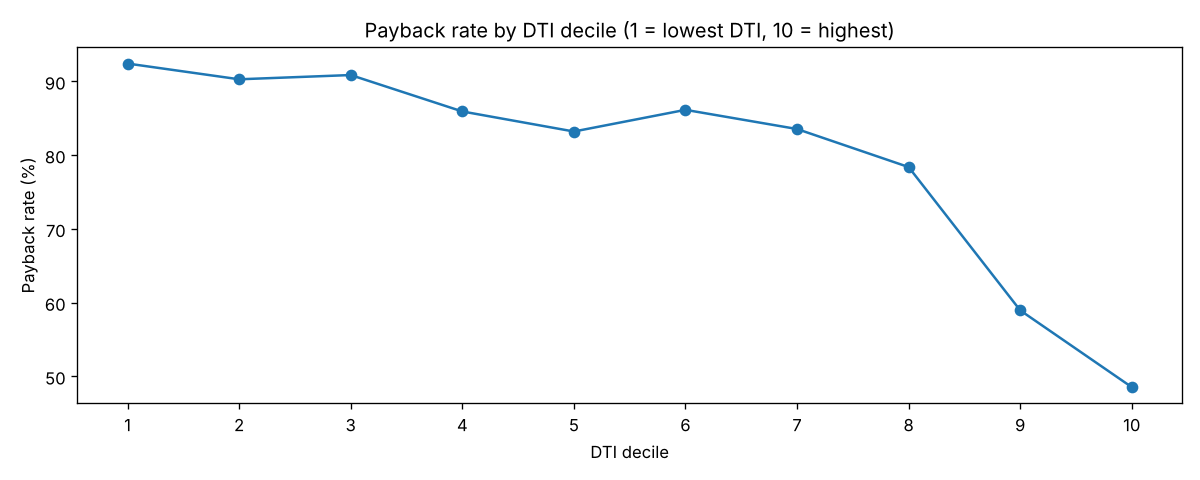 Payback rate by DTI decile (1 = lowest DTI, 10 = highest)
Payback rate (%)
90
80
70
60
50
1 2 3 4 5 6 7 8 9 10
DTI decile